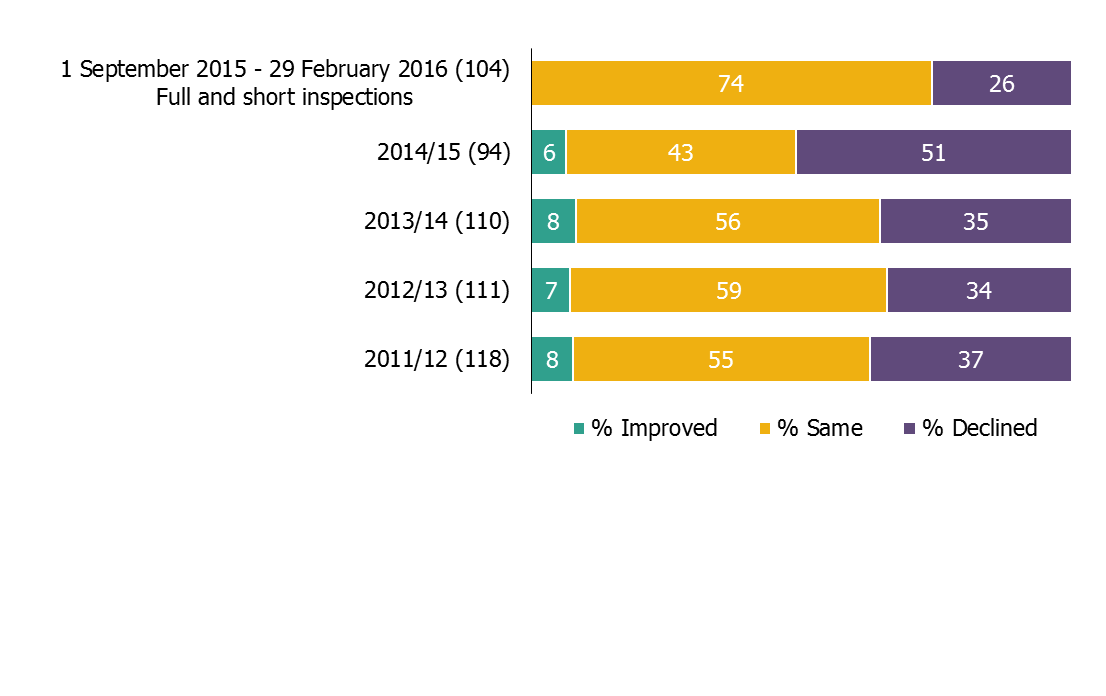 1 September 2015 - 29 February 2016 (104)
Full and short inspections
74 26
2014/15 (94) 6 43 51
2013/14 (110) 8 56 35
2012/13 (111) 7 59 34
2011/12 (118) 8 55 37
% Improved % Same % Declined